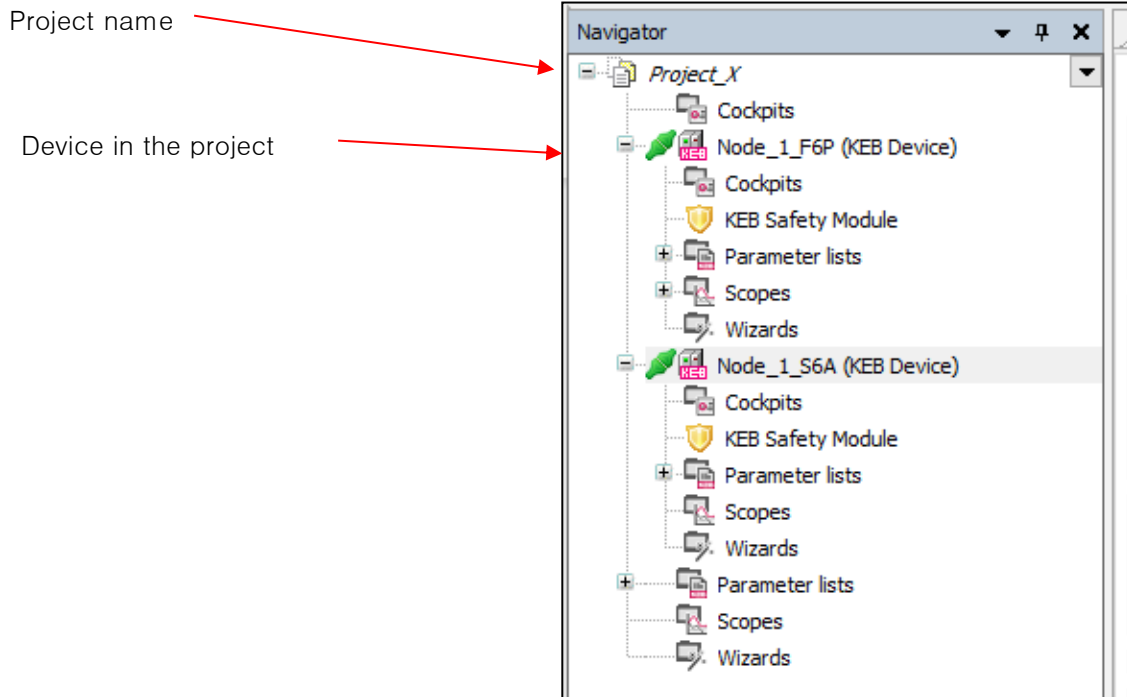 Project name
Navigator
Project_X
Cockpits
Device in the project
Node_1_F6P (KEB Device)
Cockpits
KEB Safety Module
Parameter lists
Scopes
Wizards
Node_1_S6A (KEB Device)
Cockpits
KEB Safety Module
Parameter lists
Scopes
Wizards
Parameter lists
Scopes
Wizards